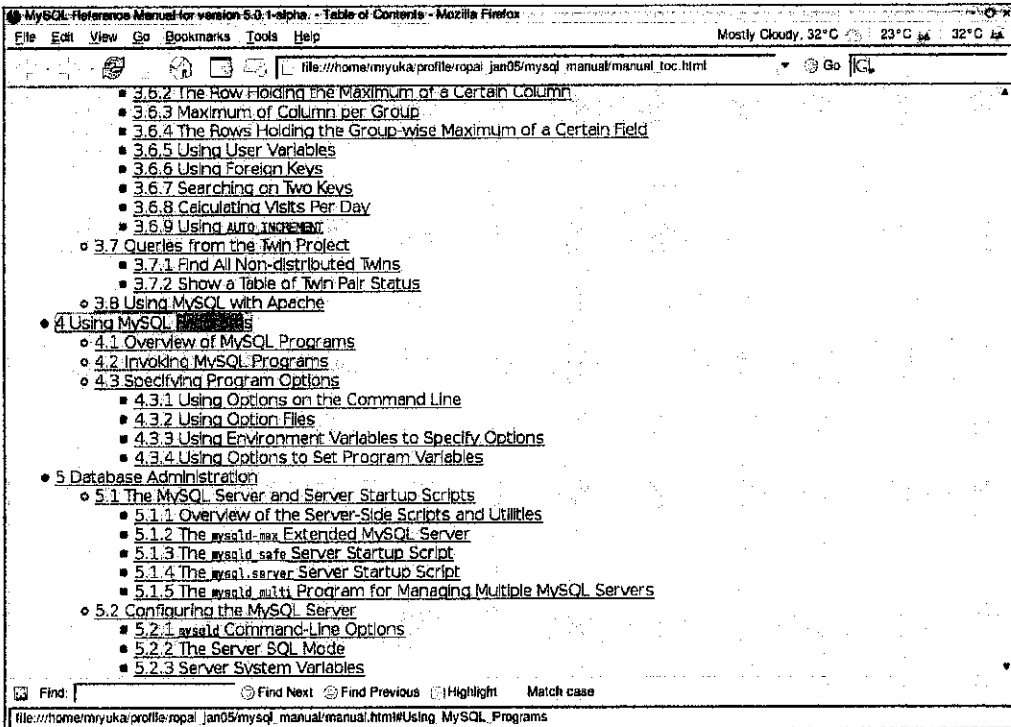 MySQL Reference Manual for version 5.0.1-alpha. - Table of Contents - Mozilla Firefox
File Edit View Go Bookmarks Tools Help Mostly Cloudy, 32°C 23°C 32°C
file:///home/mryuka/profile/ropal_jan05/mysql_manual/manual_toc.html Go
3.6.2 The Row Holding the Maximum of a Certain Column
3.6.3 Maximum of Column per Group
3.6.4 The Rows Holding the Group-wise Maximum of a Certain Field
3.6.5 Using User Variables
3.6.6 Using Foreign Keys
3.6.7 Searching on Two Keys
3.6.8 Calculating Visits Per Day
3.6.9 Using AUTO_INCREMENT
3.7 Queries from the Twin Project
3.7.1 Find All Non-distributed Twins
3.7.2 Show a Table of Twin Pair Status
3.8 Using MySQL with Apache
4 Using MySQL
4.1 Overview of MySQL Programs
4.2 Invoking MySQL Programs
4.3 Specifying Program Options
4.3.1 Using Options on the Command Line
4.3.2 Using Option Files
4.3.3 Using Environment Variables to Specify Options
4.3.4 Using Options to Set Program Variables
5 Database Administration
5.1 The MySQL Server and Server Startup Scripts
5.1.1 Overview of the Server-Side Scripts and Utilities
5.1.2 The mysqld-max Extended MySQL Server
5.1.3 The mysqld_safe Server Startup Script
5.1.4 The mysql.server Server Startup Script
5.1.5 The mysqld_multi Program for Managing Multiple MySQL Servers
5.2 Configuring the MySQL Server
5.2.1 mysqld Command-Line Options
5.2.2 The Server SQL Mode
5.2.3 Server System Variables
Find: Find Next Find Previous Highlight Match case
file:///home/mryuka/profile/ropal_jan05/mysql_manual/manual.html#Using_MySQL_Programs